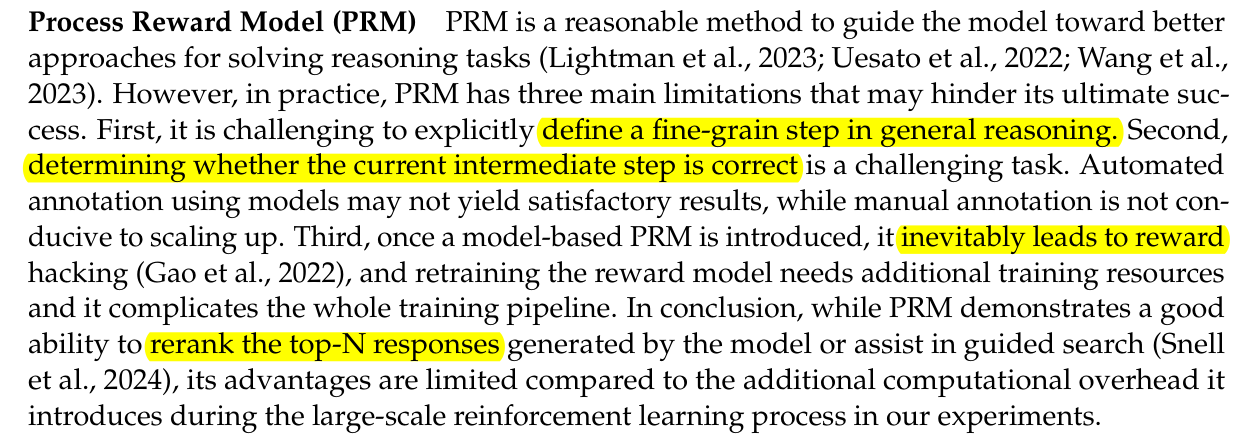 Process Reward Model (PRM) PRM is a reasonable method to guide the model toward better
approaches for solving reasoning tasks (Lightman et al., 2023; Uesato et al., 2022; Wang et al.,
2023). However, in practice, PRM has three main limitations that may hinder its ultimate suc-
cess. First, it is challenging to explicitly define a fine-grain step in general reasoning. Second,
determining whether the current intermediate step is correct is a challenging task. Automated
annotation using models may not yield satisfactory results, while manual annotation is not con-
ducive to scaling up. Third, once a model-based PRM is introduced, it inevitably leads to reward
hacking (Gao et al., 2022), and retraining the reward model needs additional training resources
and it complicates the whole training pipeline. In conclusion, while PRM demonstrates a good
ability to rerank the top-N responses generated by the model or assist in guided search (Snell
et al., 2024), its advantages are limited compared to the additional computational overhead it
introduces during the large-scale reinforcement learning process in our experiments.